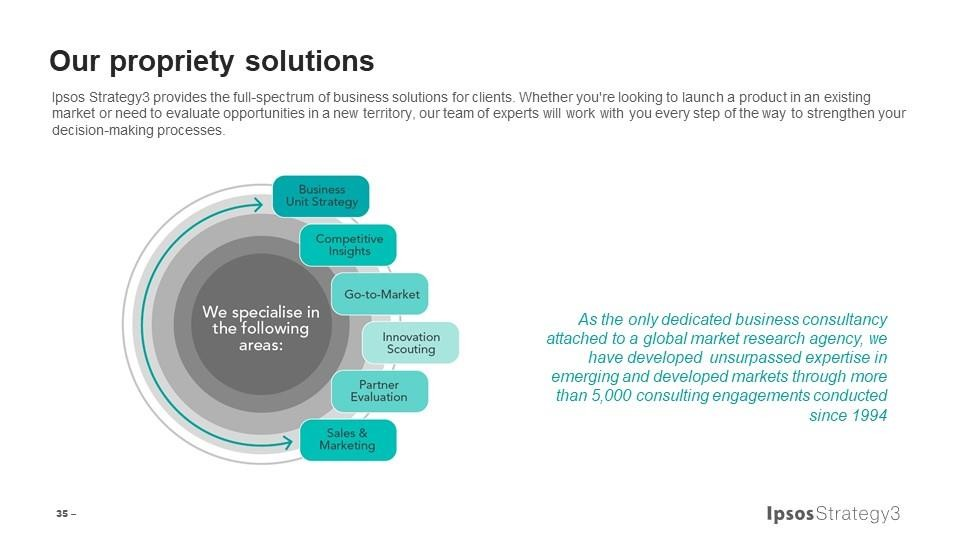 Our propriety solutions
Ipsos Strategy3 provides the full-spectrum of business solutions for clients. Whether you're looking to launch a product in an existing
market or need to evaluate opportunities in a new territory, our team of experts will work with you every step of the way to strengthen your
decision-making processes.
Business
Unit Strategy
Competitive
Insights
Go-to-Market
We specialise in
the following
areas:
Innovation
Scouting
Partner
Evaluation
Sales &
Marketing
As the only dedicated business consultancy
attached to a global market research agency, we
have developed unsurpassed expertise in
emerging and developed markets through more
than 5,000 consulting engagements conducted
since 1994
35 –
IpsosStrategy3